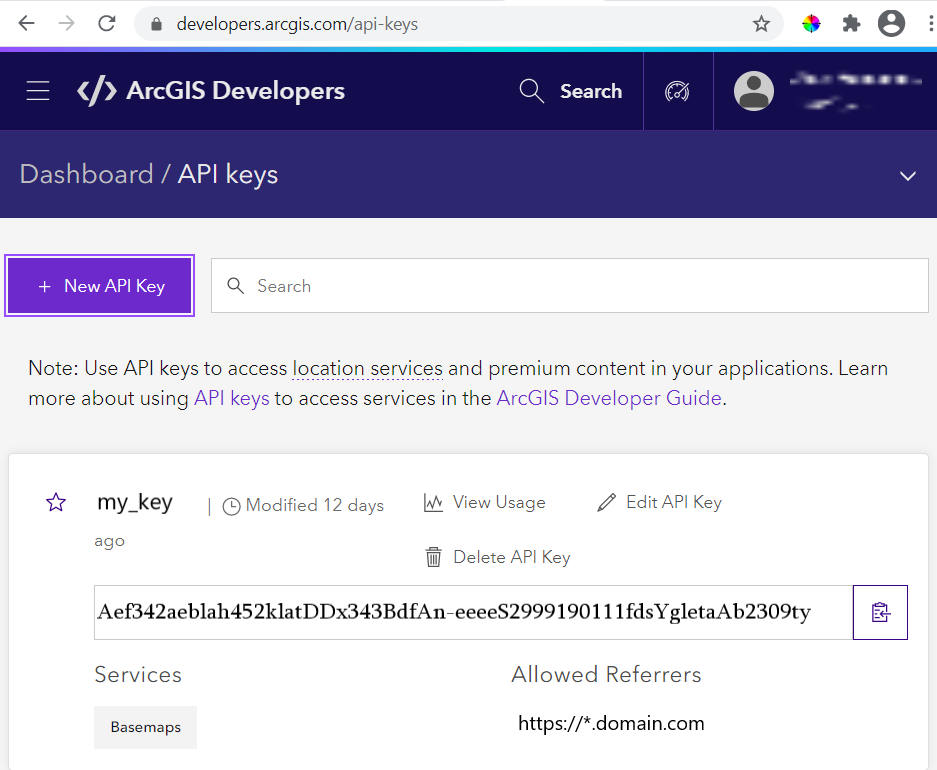 developers.arcgis.com/api-keys
</> ArcGIS Developers
Search
Dashboard / API keys
+ New API Key
Search
Note: Use API keys to access location services and premium content in your applications. Learn
more about using API keys to access services in the ArcGIS Developer Guide.
my_key | Modified 12 days
ago
View Usage
Edit API Key
Delete API Key
Aef342aeblah452klatDDx343BdfAn-eeeeS2999190111fdsYgletaAb2309ty
Services
Basemaps
Allowed Referrers
https://*.domain.com